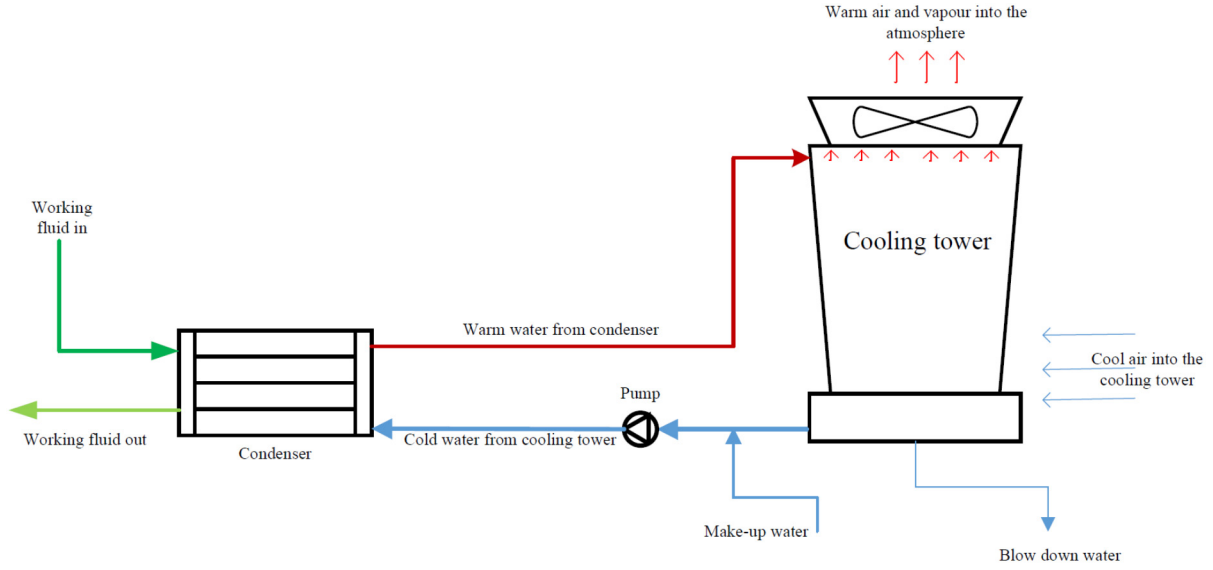 Warm air and vapour into the
atmosphere
Working
fluid in
Cooling tower
Warm water from condenser
Cool air into the
cooling tower
Pump
Working fluid out
Cold water from cooling tower
Condenser
Make-up water
Blow down water